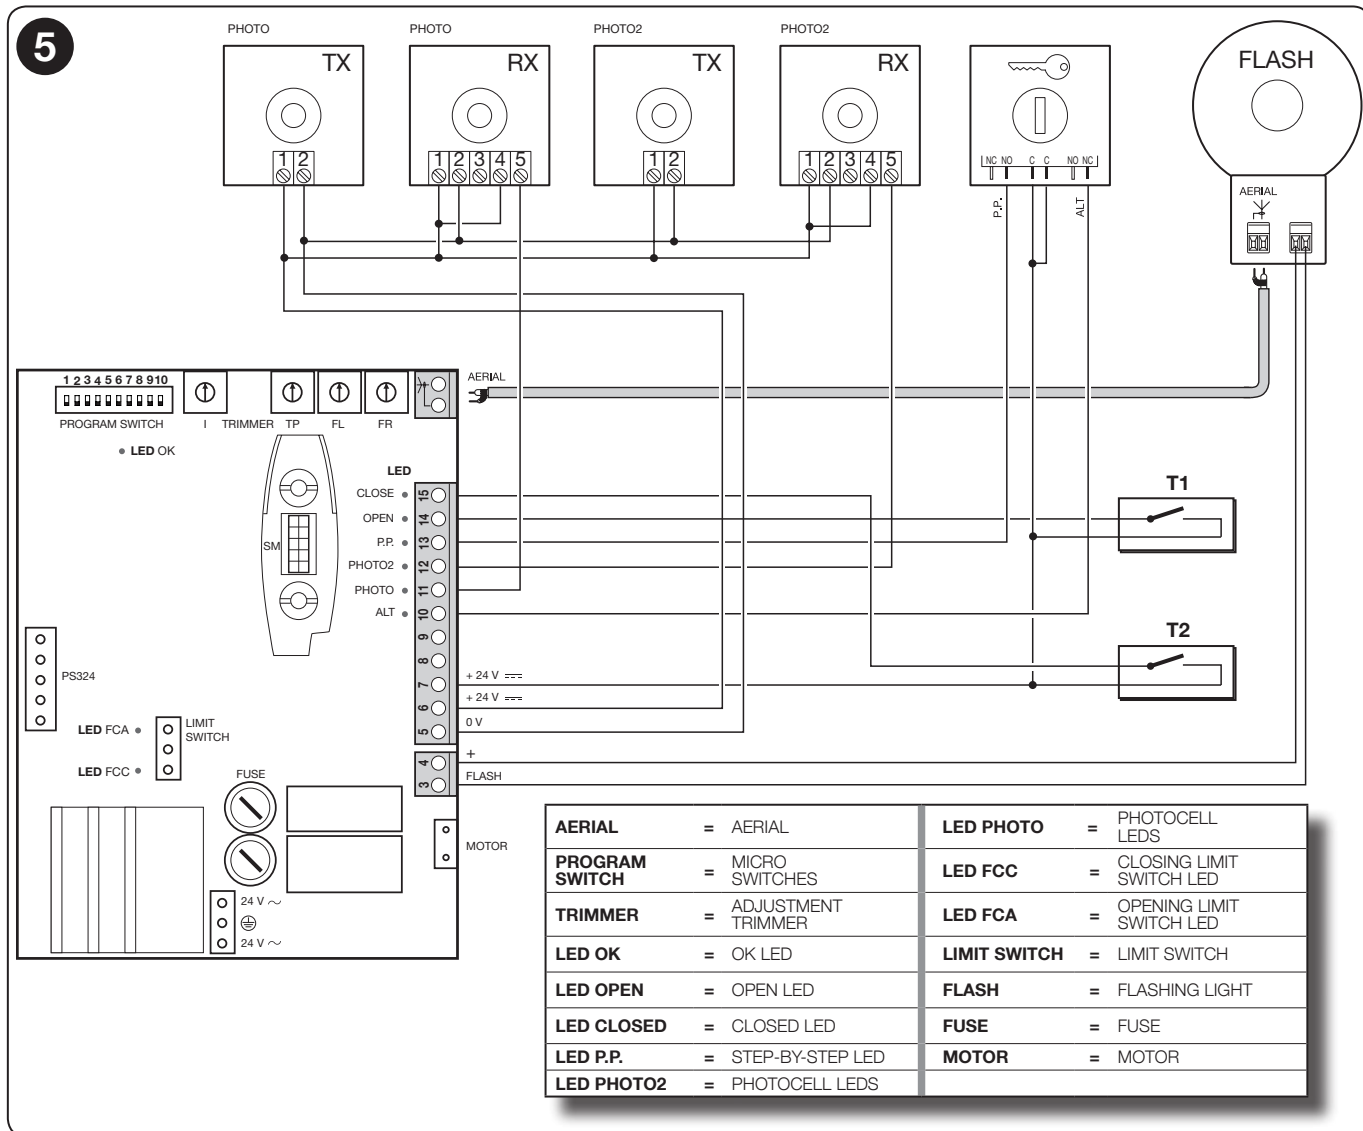 5
PHOTO
PHOTO
PHOTO2
PHOTO2
TX
RX
TX
RX
FLASH
1 2
1 2 3 4 5
1 2
1 2 3 4 5
NC NO C C NO NC
P.P.
ALT
AERIAL
1 2 3 4 5 6 7 8 9 10
PROGRAM SWITCH
I TRIMMER TP FL FR
AERIAL
LED OK
LED
CLOSE 15
OPEN 14
P.P. 13
PHOTO2 12
PHOTO 11
ALT 10
9
8
7 + 24 V
6 + 24 V
5 0 V
4 +
3 FLASH
SM
T1
T2
PS324
LED FCA
LIMIT
SWITCH
LED FCC
FUSE
MOTOR
24 V ~
24 V ~
AERIAL = AERIAL
LED PHOTO = PHOTOCELL
LEDS
PROGRAM
SWITCH = MICRO
SWITCHES
LED FCC = CLOSING LIMIT
SWITCH LED
TRIMMER = ADJUSTMENT
TRIMMER
LED FCA = OPENING LIMIT
SWITCH LED
LED OK = OK LED
LIMIT SWITCH = LIMIT SWITCH
LED OPEN = OPEN LED
FLASH = FLASHING LIGHT
LED CLOSED = CLOSED LED
FUSE = FUSE
LED P.P. = STEP-BY-STEP LED
MOTOR = MOTOR
LED PHOTO2 = PHOTOCELL LEDS